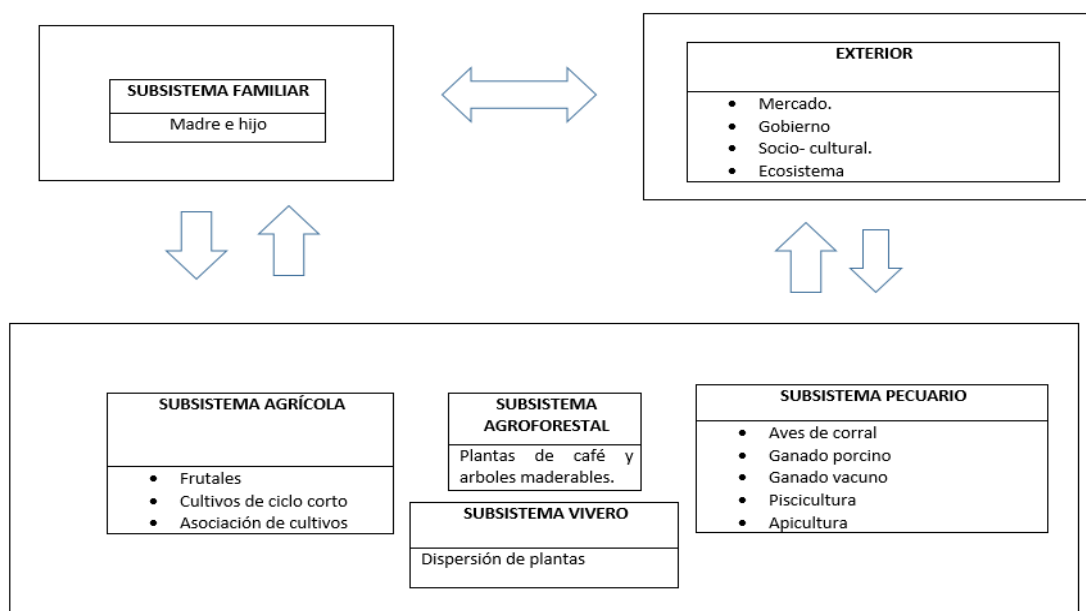 SUBSISTEMA FAMILIAR
Madre e hijo
EXTERIOR
• Mercado.
• Gobierno
• Socio- cultural.
• Ecosistema
SUBSISTEMA AGRÍCOLA
• Frutales
• Cultivos de ciclo corto
• Asociación de cultivos
SUBSISTEMA
AGROFORESTAL
Plantas de café y
arboles maderables.
SUBSISTEMA VIVERO
Dispersión de plantas
SUBSISTEMA PECUARIO
• Aves de corral
• Ganado porcino
• Ganado vacuno
• Piscicultura
• Apicultura